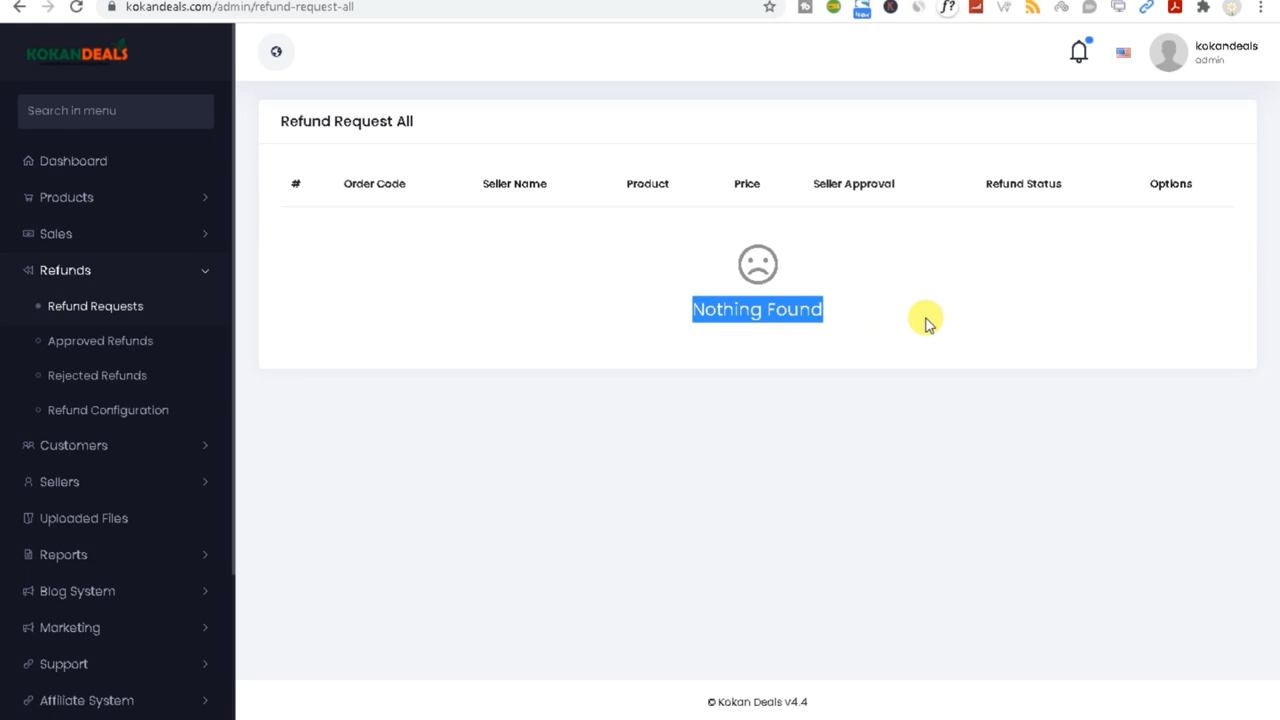 kokandeals.com/admin/refund-request-all
KOKANDEALS
kokandeals
admin
Search in menu
Dashboard
Products
Sales
Refunds
Refund Requests
Approved Refunds
Rejected Refunds
Refund Configuration
Customers
Sellers
Uploaded Files
Reports
Blog System
Marketing
Support
Affiliate System
Refund Request All
# Order Code Seller Name Product Price Seller Approval Refund Status Options
Nothing Found
© Kokan Deals v4.4